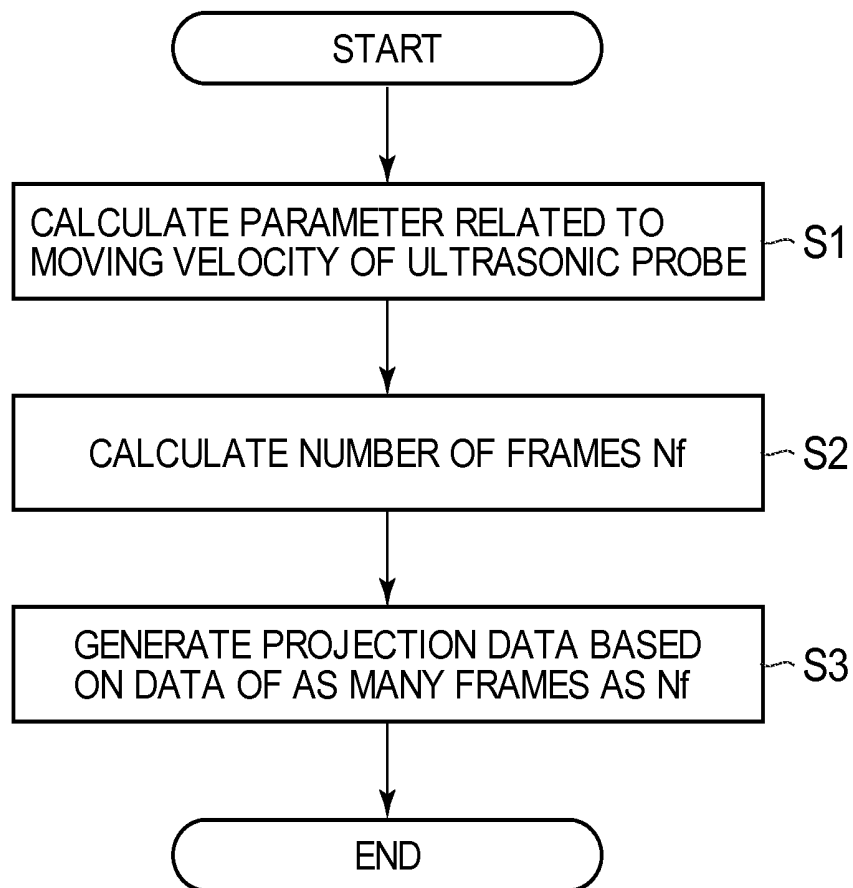 START
CALCULATE PARAMETER RELATED TO
MOVING VELOCITY OF ULTRASONIC PROBE
S1
CALCULATE NUMBER OF FRAMES Nf
S2
GENERATE PROJECTION DATA BASED
ON DATA OF AS MANY FRAMES AS Nf
S3
END